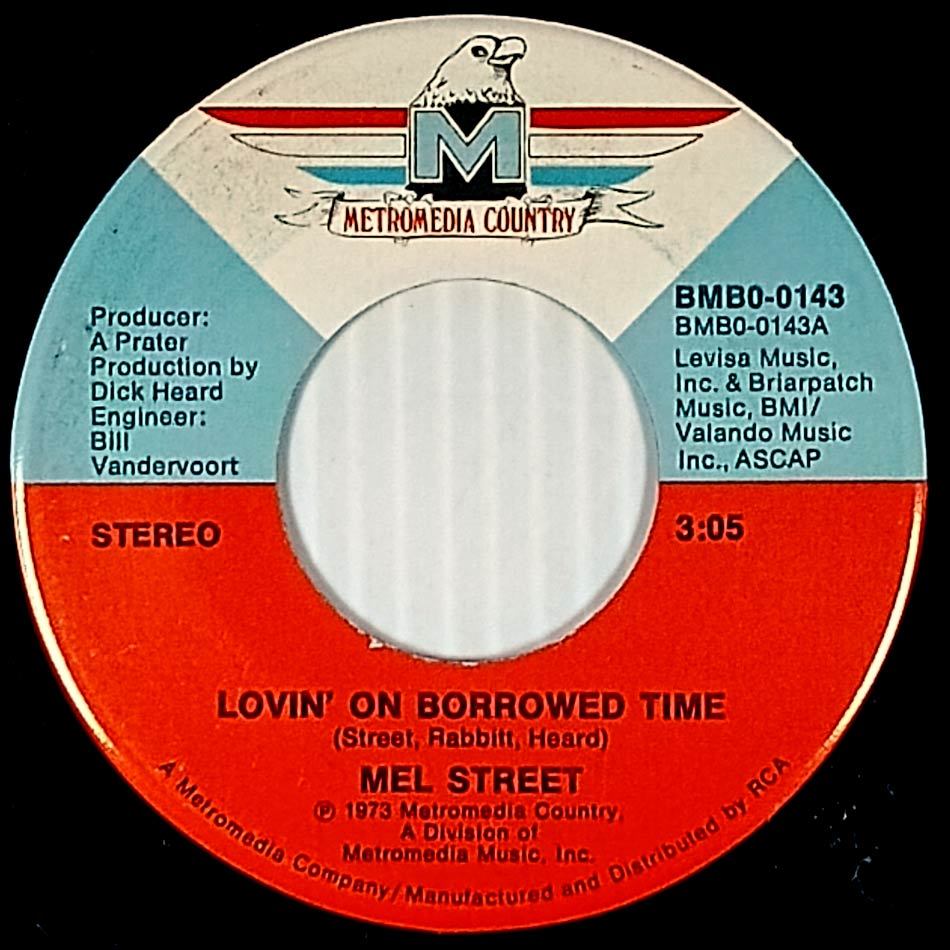 M
METROMEDIA COUNTRY
Producer:
A Prater
Production by
Dick Heard
Engineer:
Bill
Vandervoort
BMBO-0143
BMBO-0143A
Levisa Music,
Inc. & Briarpatch
Music, BMI/
Valando Music
Inc., ASCAP
STEREO
3:05
LOVIN' ON BORROWED TIME
(Street, Rabbitt, Heard)
MEL STREET
℗ 1973 Metromedia Country,
A Division of
Metromedia Music, Inc.
A Metromedia Company/Manufactured and Distributed by RCA